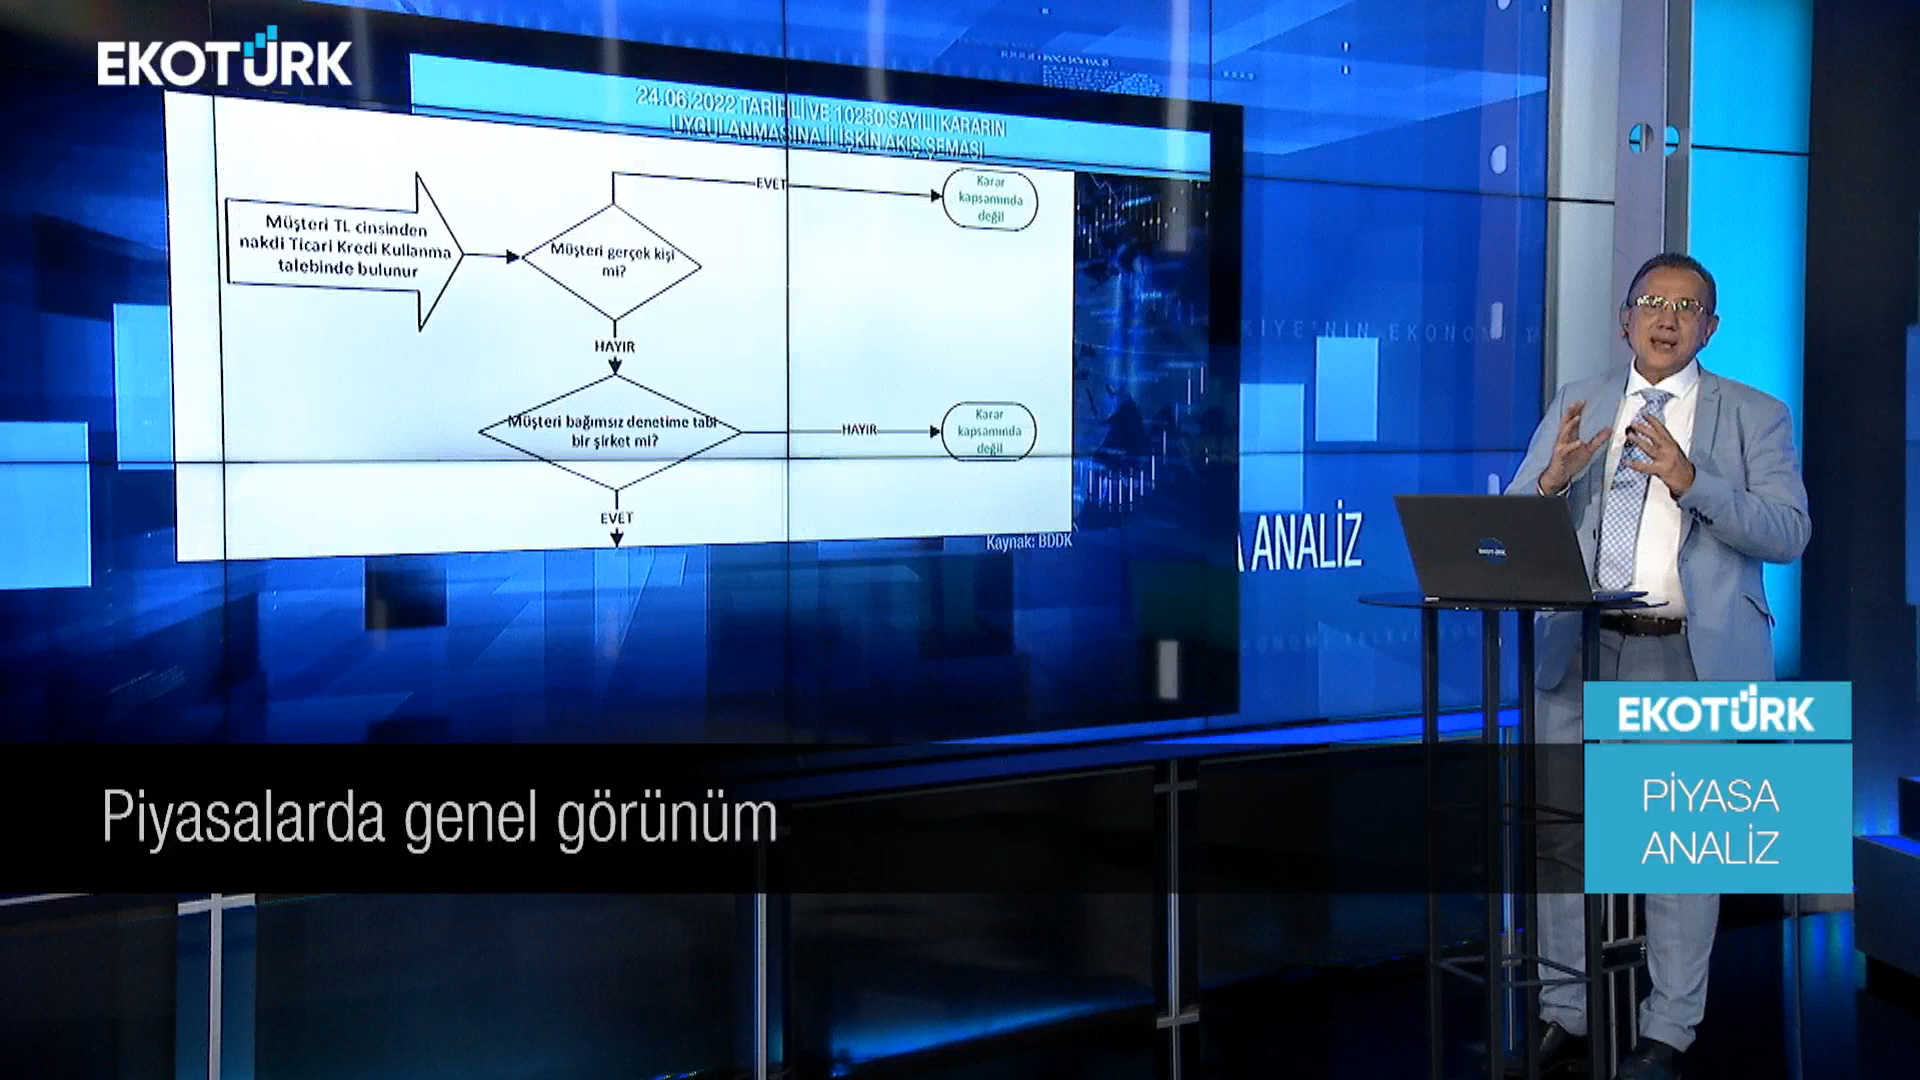 EKOTÜRK
24.06.2022 TARİHLİ VE 10250 SAYILI KARARIN
UYGULANMASINA İLİŞKİN AKIŞ ŞEMASI
Müşteri TL cinsinden
nakdi Ticari Kredi Kullanma
talebinde bulunur
Müşteri gerçek kişi
mi?
EVET
Karar
kapsamında
değil
HAYIR
Müşteri bağımsız denetime tabi
bir şirket mi?
HAYIR
Karar
kapsamında
değil
EVET
Kaynak: BDDK
ANALİZ
EKOTÜRK
PİYASA
ANALİZ
Piyasalarda genel görünüm